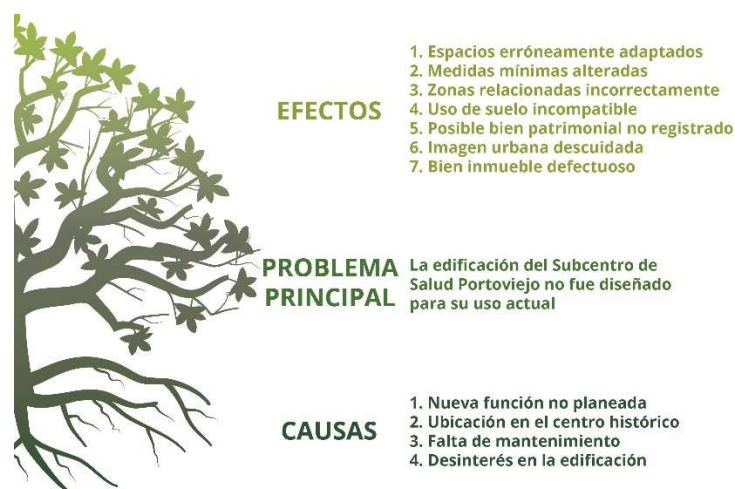 EFECTOS
1. Espacios erróneamente adaptados
2. Medidas mínimas alteradas
3. Zonas relacionadas incorrectamente
4. Uso de suelo incompatible
5. Posible bien patrimonial no registrado
6. Imagen urbana descuidada
7. Bien inmueble defectuoso
PROBLEMA
PRINCIPAL
La edificación del Subcentro de
Salud Portoviejo no fue diseñado
para su uso actual
CAUSAS
1. Nueva función no planeada
2. Ubicación en el centro histórico
3. Falta de mantenimiento
4. Desinterés en la edificación